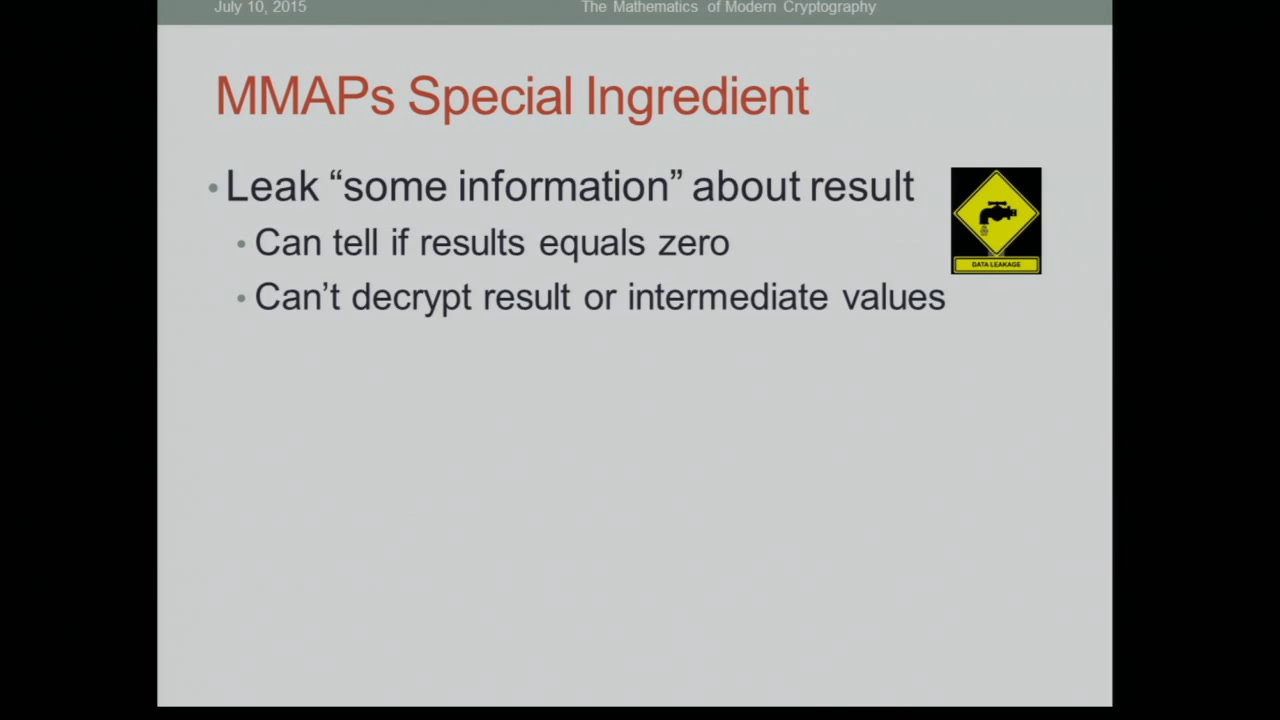 July 10, 2015 The Mathematics of Modern Cryptography
MMAPs Special Ingredient
• Leak “some information” about result
• Can tell if results equals zero
• Can’t decrypt result or intermediate values
DATA LEAKAGE